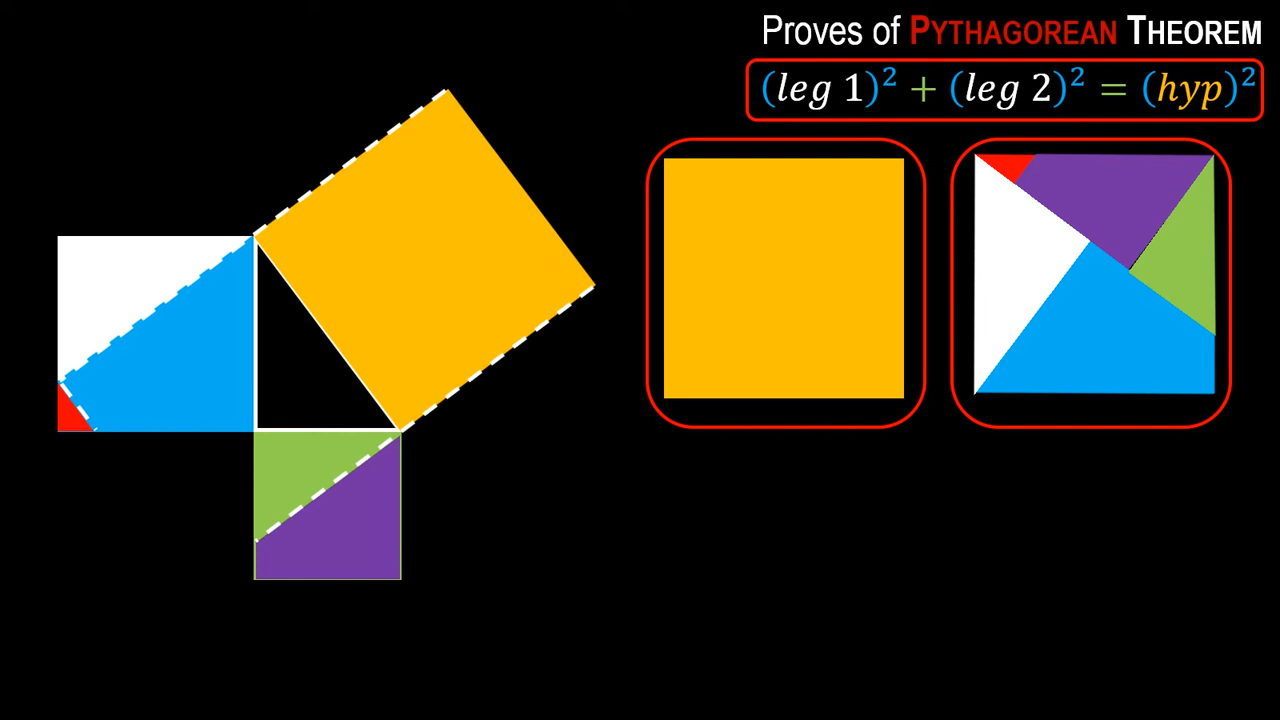 Proves of PYTHAGOREAN THEOREM
(leg 1)² + (leg 2)² = (hyp)²